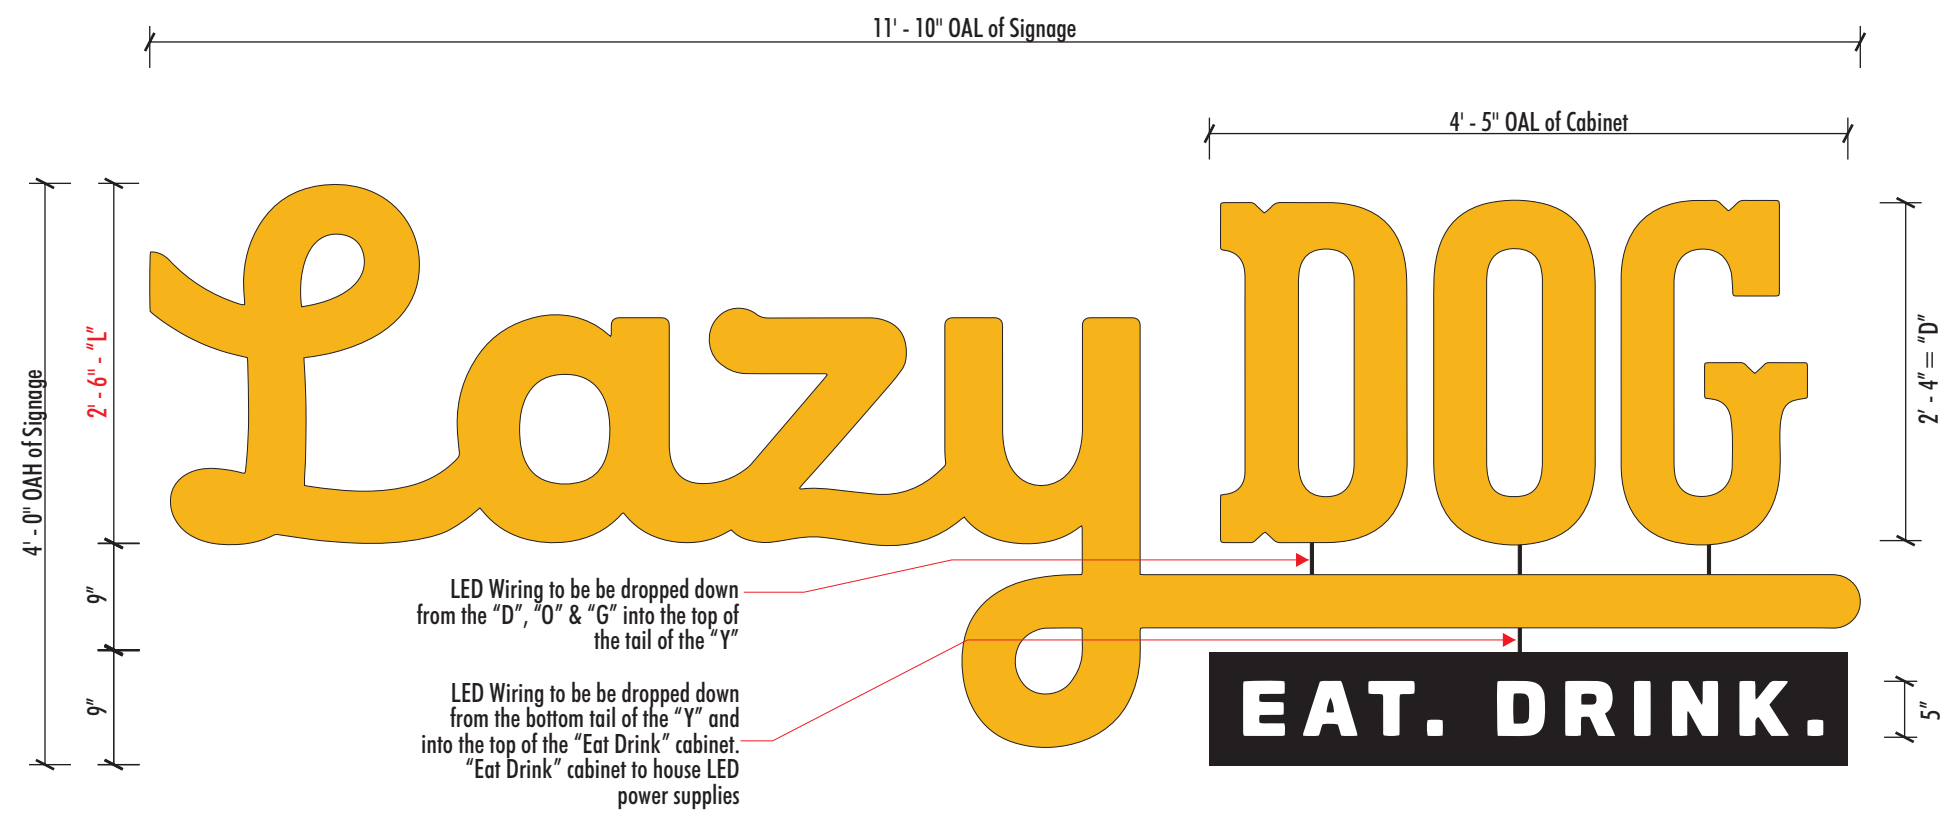 11' - 10" OAL of Signage
4' - 5" OAL of Cabinet
4' - 0" OAH of Signage
2' - 6" - “L”
9”
9”
Lazy DOG
2’ - 4”= “D”
LED Wiring to be be dropped down
from the “D”, “O” & “G” into the top of
the tail of the “Y”
LED Wiring to be be dropped down
from the bottom tail of the “Y” and
into the top of the “Eat Drink” cabinet.
“Eat Drink” cabinet to house LED
power supplies
EAT. DRINK.
5”